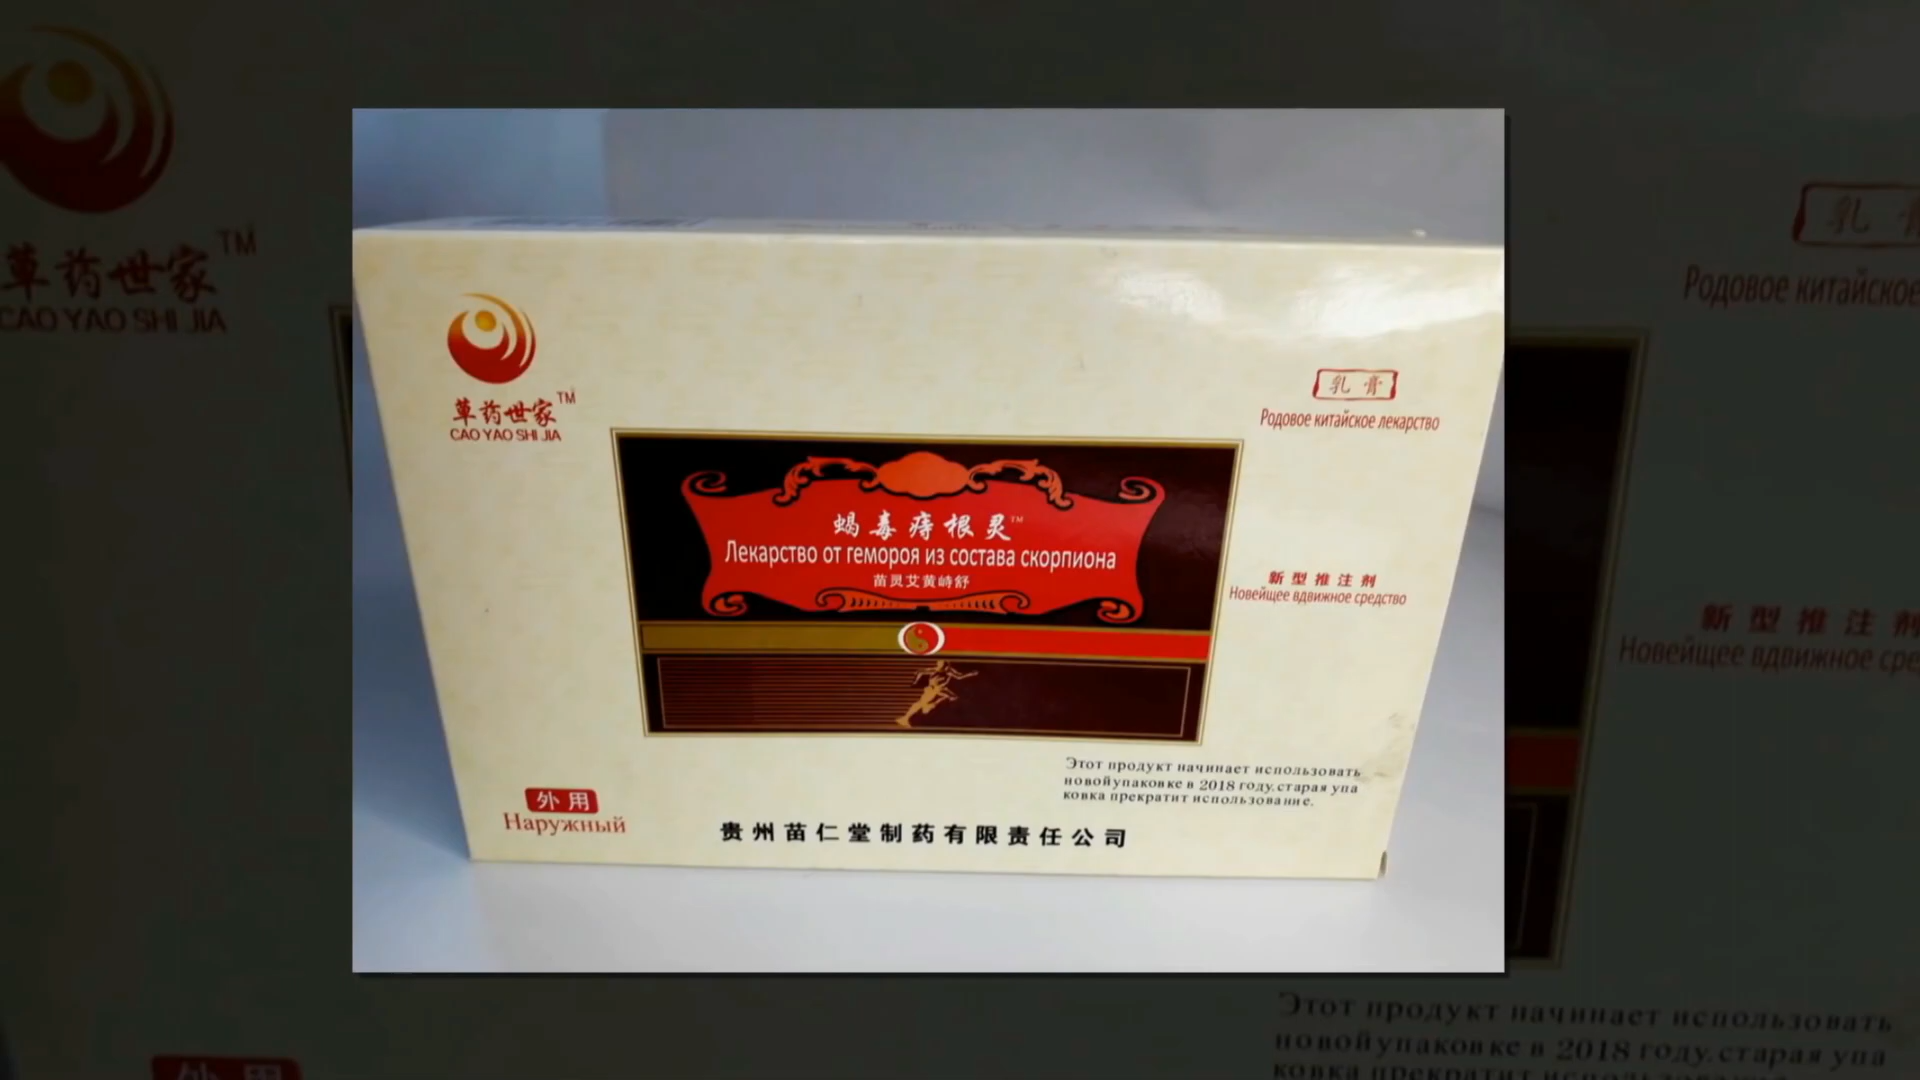 草药世家™
CAO YAO SHI JIA
乳膏
Родовое китайское лекарство
蝎毒痔根灵™
Лекарство от гемороя из состава скорпиона
苗灵艾黄峙舒
新型推注剂
Новейщее вдвижное средство
Этот продукт начинает использовать
новойупаковке в 2018 году.старая упа
ковка прекратит использование.
外用
Наружный
贵州苗仁堂制药有限责任公司